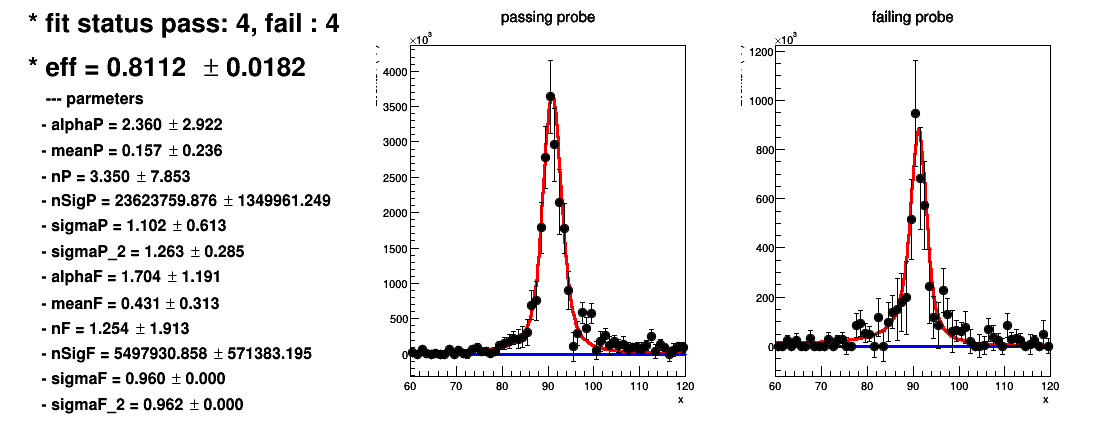 * fit status pass: 4, fail : 4
* eff = 0.8112 ± 0.0182
--- parmeters
- alphaP = 2.360 ± 2.922
- meanP = 0.157 ± 0.236
- nP = 3.350 ± 7.853
- nSigP = 23623759.876 ± 1349961.249
- sigmaP = 1.102 ± 0.613
- sigmaP_2 = 1.263 ± 0.285
- alphaF = 1.704 ± 1.191
- meanF = 0.431 ± 0.313
- nF = 1.254 ± 1.913
- nSigF = 5497930.858 ± 571383.195
- sigmaF = 0.960 ± 0.000
- sigmaF_2 = 0.962 ± 0.000
passing probe
×10³
4000
3500
3000
2500
2000
1500
1000
500
0
60 70 80 90 100 110 120
x
failing probe
×10³
1200
1000
800
600
400
200
0
60 70 80 90 100 110 120
x